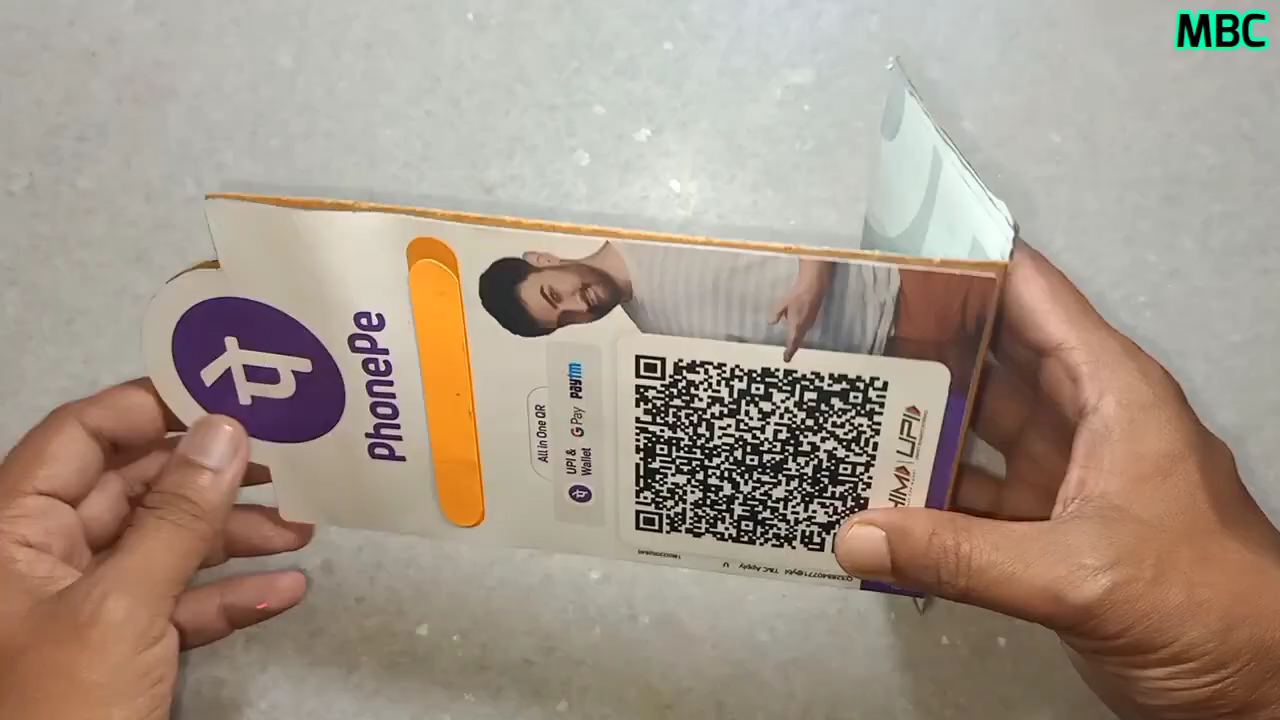 MBC
पे
PhonePe
All in One QR
पे UPI & Wallet G Pay Paytm
UPI
T&C Apply